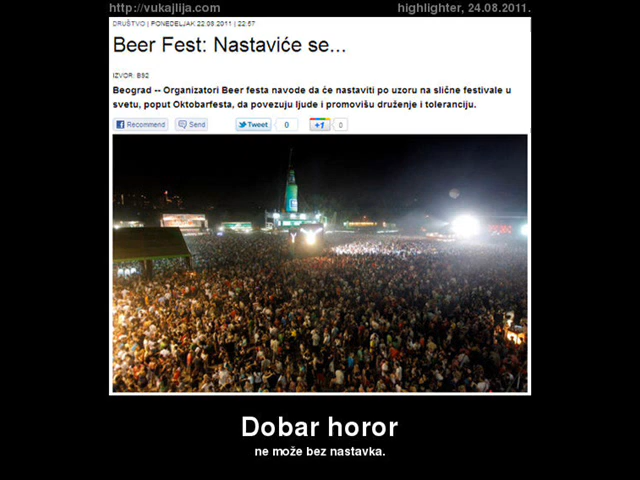 http://vukajlija.com highlighter, 24.08.2011.
DRUŠTVO | PONEDELJAK 22.08.2011 | 22:57
Beer Fest: Nastaviće se...
IZVOR: B92
Beograd -- Organizatori Beer festa navode da će nastaviti po uzoru na slične festivale u
svetu, poput Oktobarfesta, da povezuju ljude i promovišu druženje i toleranciju.
Recommend Send Tweet 0 +1 0
Dobar horor
ne može bez nastavka.